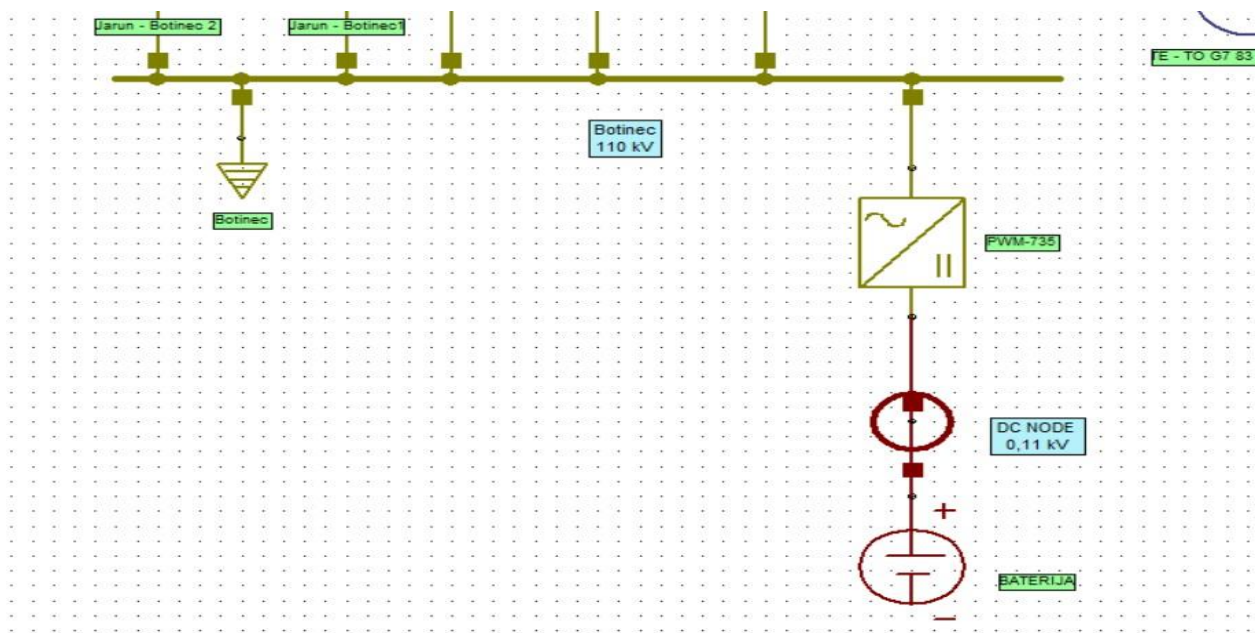 Jarun - Botinec 2
Jarun - Botinec1
TE - TO G7 83
Botinec
110 kV
Botinec
PWM-735
DC NODE
0,11 kV
+
BATERIJA
–